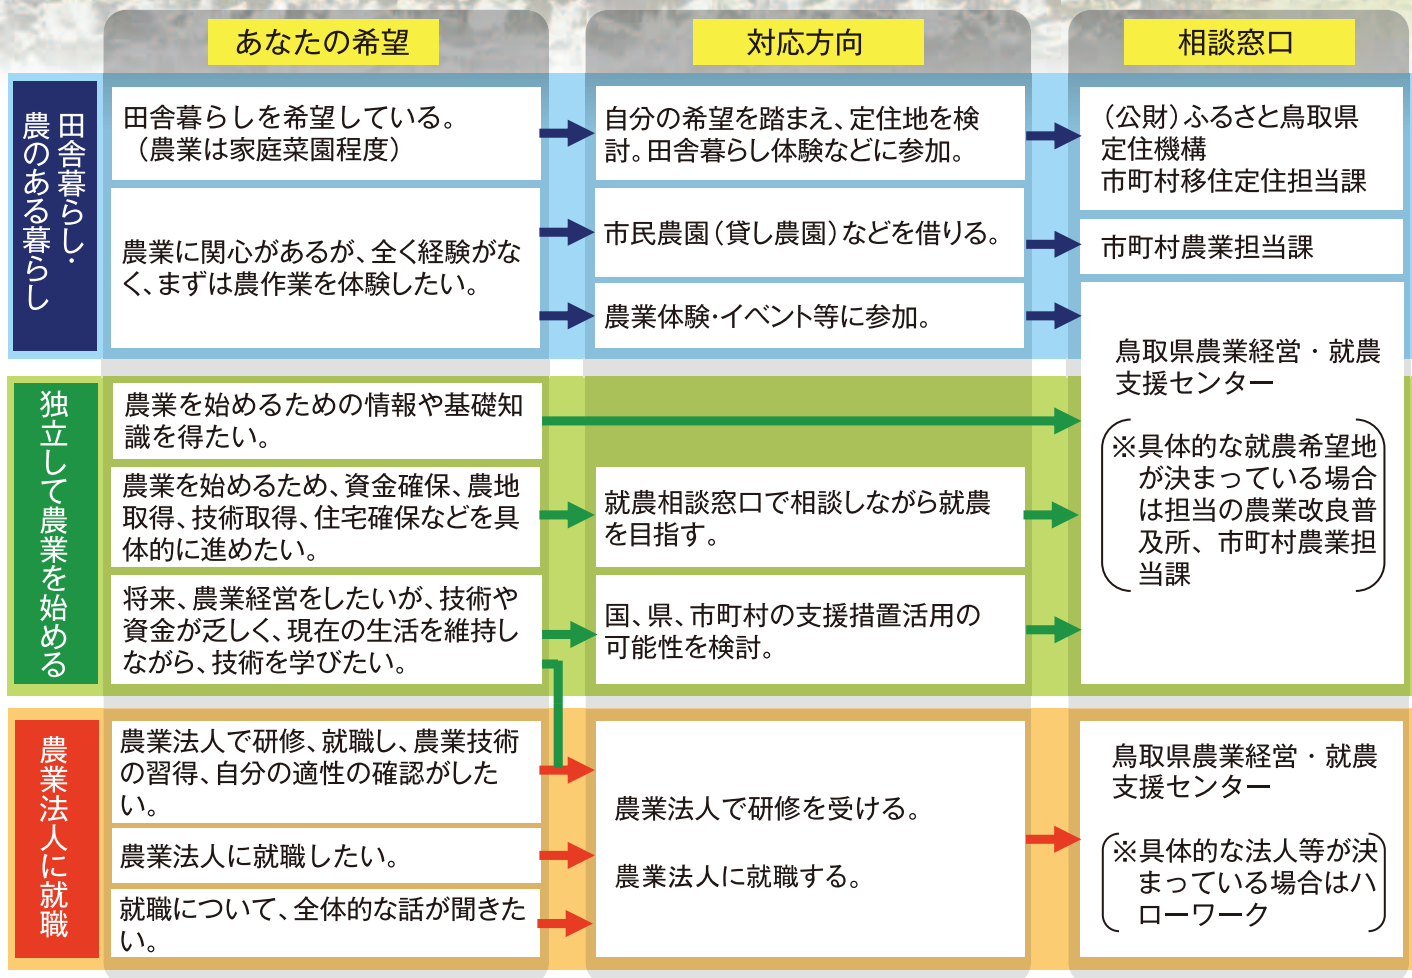 あなたの希望
対応方向
相談窓口
田舎暮らし・
農のある暮らし
田舎暮らしを希望している。
（農業は家庭菜園程度）
自分の希望を踏まえ、定住地を検
討。田舎暮らし体験などに参加。
（公財）ふるさと鳥取県
定住機構
市町村移住定住担当課
農業に関心があるが、全く経験がな
く、まずは農作業を体験したい。
市民農園（貸し農園）などを借りる。
市町村農業担当課
農業体験・イベント等に参加。
鳥取県農業経営・就農
支援センター
※具体的な就農希望地
が決まっている場合
は担当の農業改良普
及所、市町村農業担
当課
独立して農業を始める
農業を始めるための情報や基礎知
識を得たい。
農業を始めるため、資金確保、農地
取得、技術取得、住宅確保などを具
体的に進めたい。
就農相談窓口で相談しながら就農
を目指す。
将来、農業経営をしたいが、技術や
資金が乏しく、現在の生活を維持し
ながら、技術を学びたい。
国、県、市町村の支援措置活用の
可能性を検討。
農業法人に就職
農業法人で研修、就職し、農業技術
の習得、自分の適性の確認がした
い。
農業法人に就職したい。
就職について、全体的な話が聞きた
い。
農業法人で研修を受ける。
農業法人に就職する。
鳥取県農業経営・就農
支援センター
※具体的な法人等が決
まっている場合はハ
ローワーク